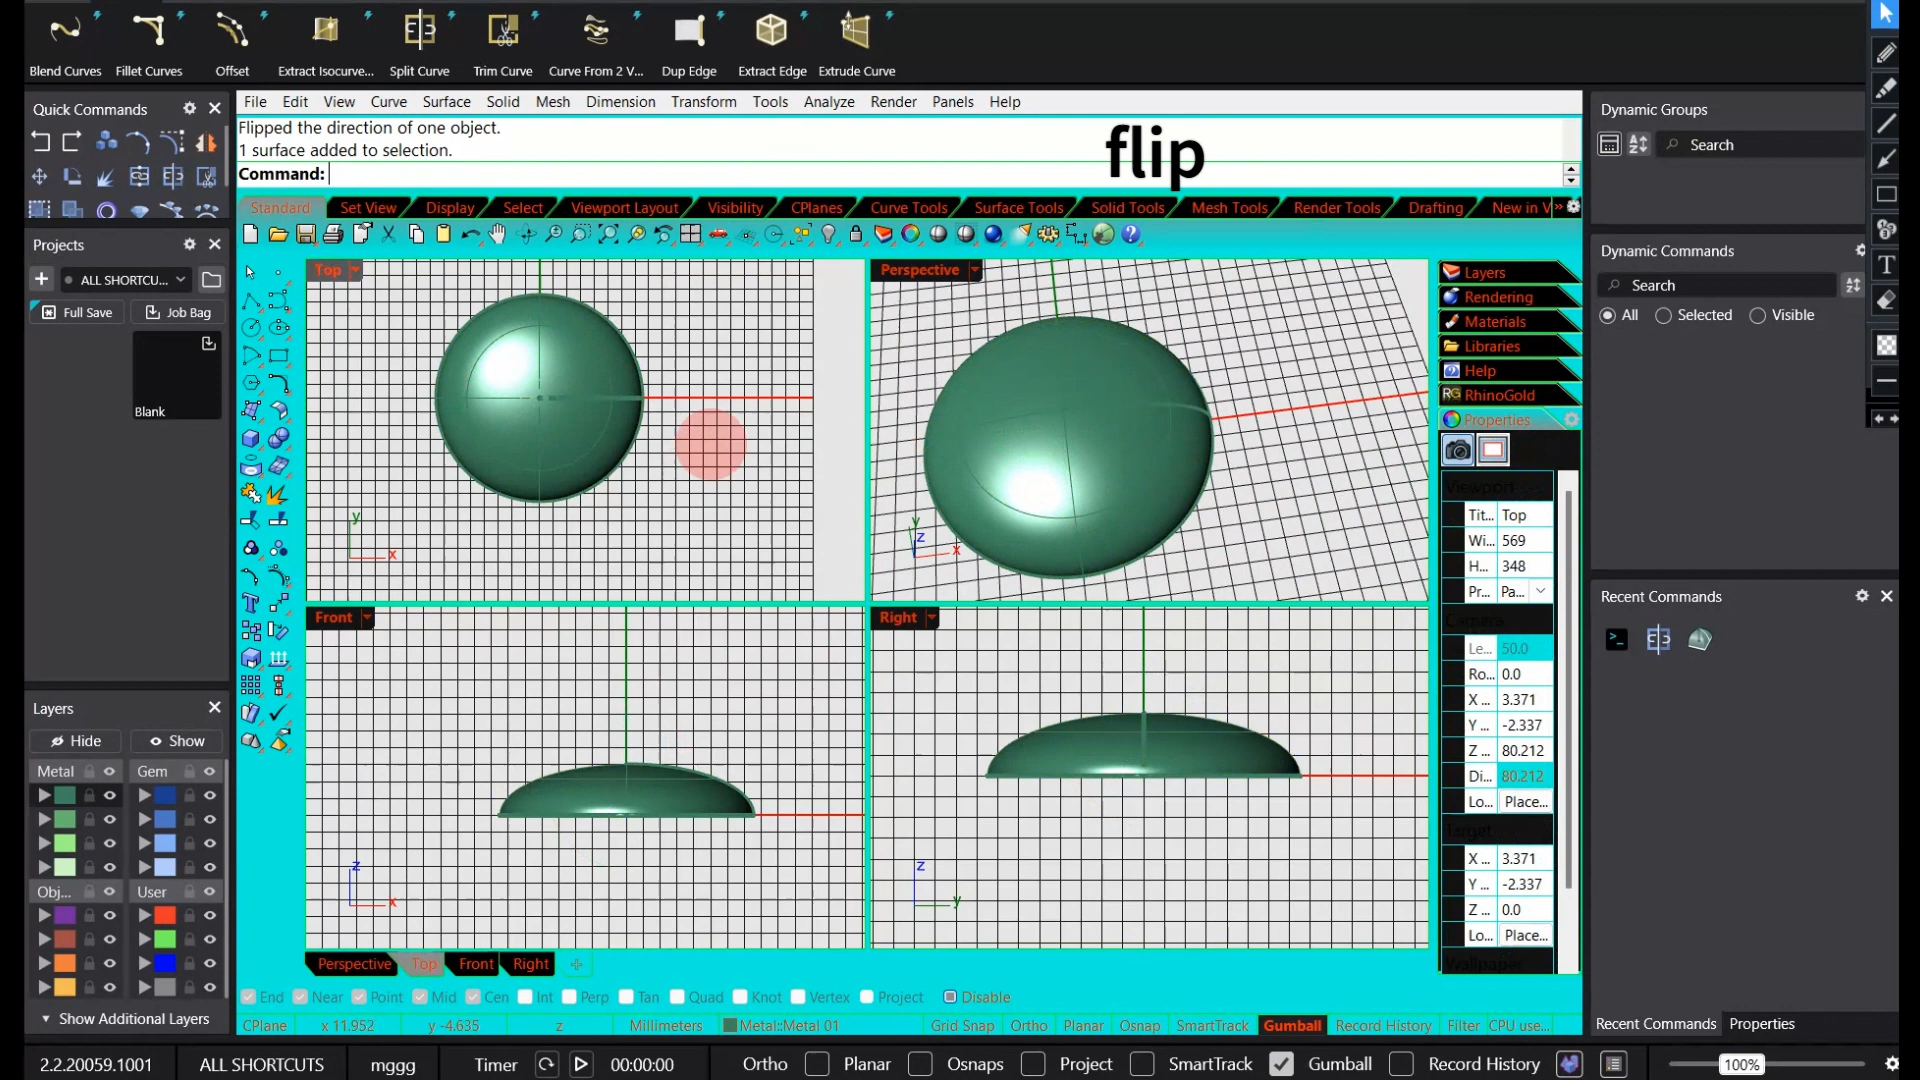 Blend Curves Fillet Curves Offset Extract Isocurve... Split Curve Trim Curve Curve From 2 V... Dup Edge Extract Edge Extrude Curve
Quick Commands
File Edit View Curve Surface Solid Mesh Dimension Transform Tools Analyze Render Panels Help
Flipped the direction of one object.
1 surface added to selection.
Command:
flip
Standard Set View Display Select Viewport Layout Visibility CPlanes Curve Tools Surface Tools Solid Tools Mesh Tools Render Tools Drafting New in V
Projects
ALL SHORTCU...
Full Save Job Bag
Blank
Top
y
x
Perspective
y
z
x
Front
z
x
Right
z
y
Layers
Rendering
Materials
Libraries
Help
RG RhinoGold
Properties
Viewport
Tit... Top
Wi... 569
H... 348
Pr... Pa...
Camera
Le... 50.0
Ro... 0.0
X ... 3.371
Y ... -2.337
Z ... 80.212
Di... 80.212
Lo... Place...
Target
X ... 3.371
Y ... -2.337
Z ... 0.0
Lo... Place...
Wallpaper
Dynamic Groups
Search
Dynamic Commands
Search
All Selected Visible
Recent Commands
Recent Commands Properties
Layers
Hide Show
Metal Gem
Obj... User
Show Additional Layers
Perspective Top Front Right
End Near Point Mid Cen Int Perp Tan Quad Knot Vertex Project Disable
CPlane x 11.952 y -4.635 z Millimeters Metal::Metal 01 Grid Snap Ortho Planar Osnap SmartTrack Gumball Record History Filter CPU use...
2.2.20059.1001 ALL SHORTCUTS mggg Timer 00:00:00 Ortho Planar Osnaps Project SmartTrack Gumball Record History 100%